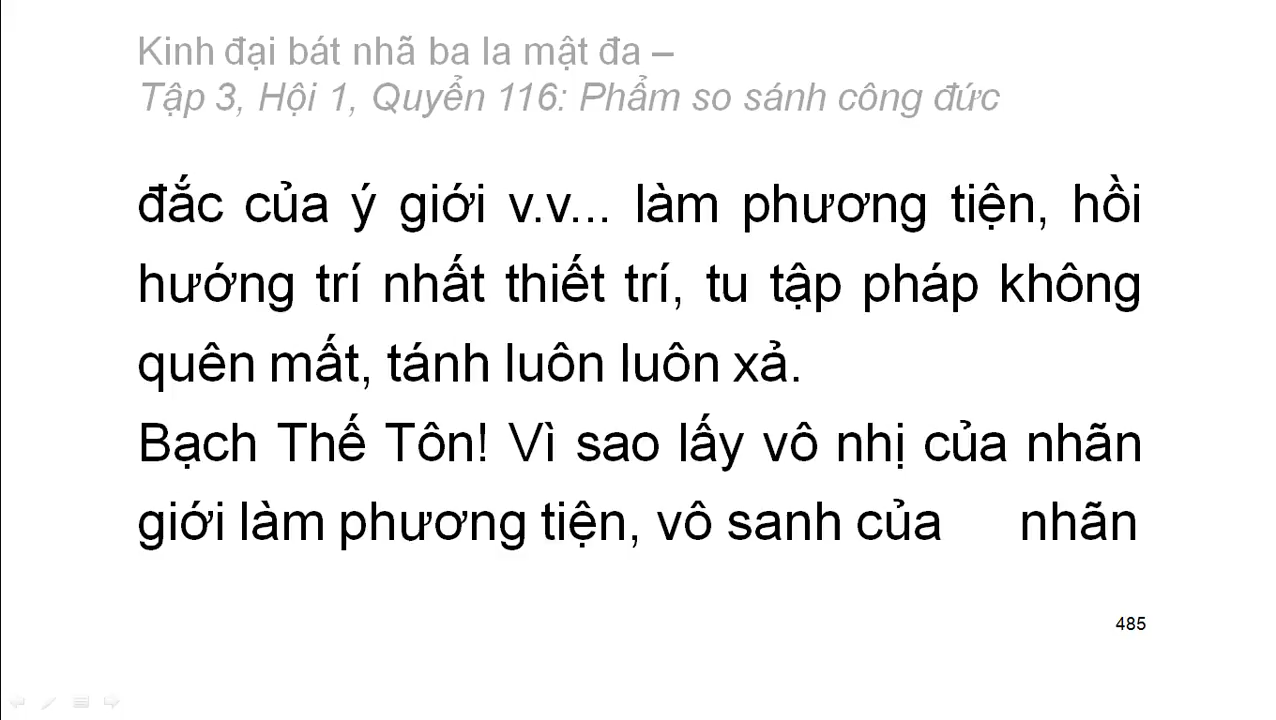 Kinh đại bát nhã ba la mật đa –
Tập 3, Hội 1, Quyển 116: Phẩm so sánh công đức
đắc của ý giới v.v... làm phương tiện, hồi
hướng trí nhất thiết trí, tu tập pháp không
quên mất, tánh luôn luôn xả.
Bạch Thế Tôn! Vì sao lấy vô nhị của nhãn
giới làm phương tiện, vô sanh của nhãn
485